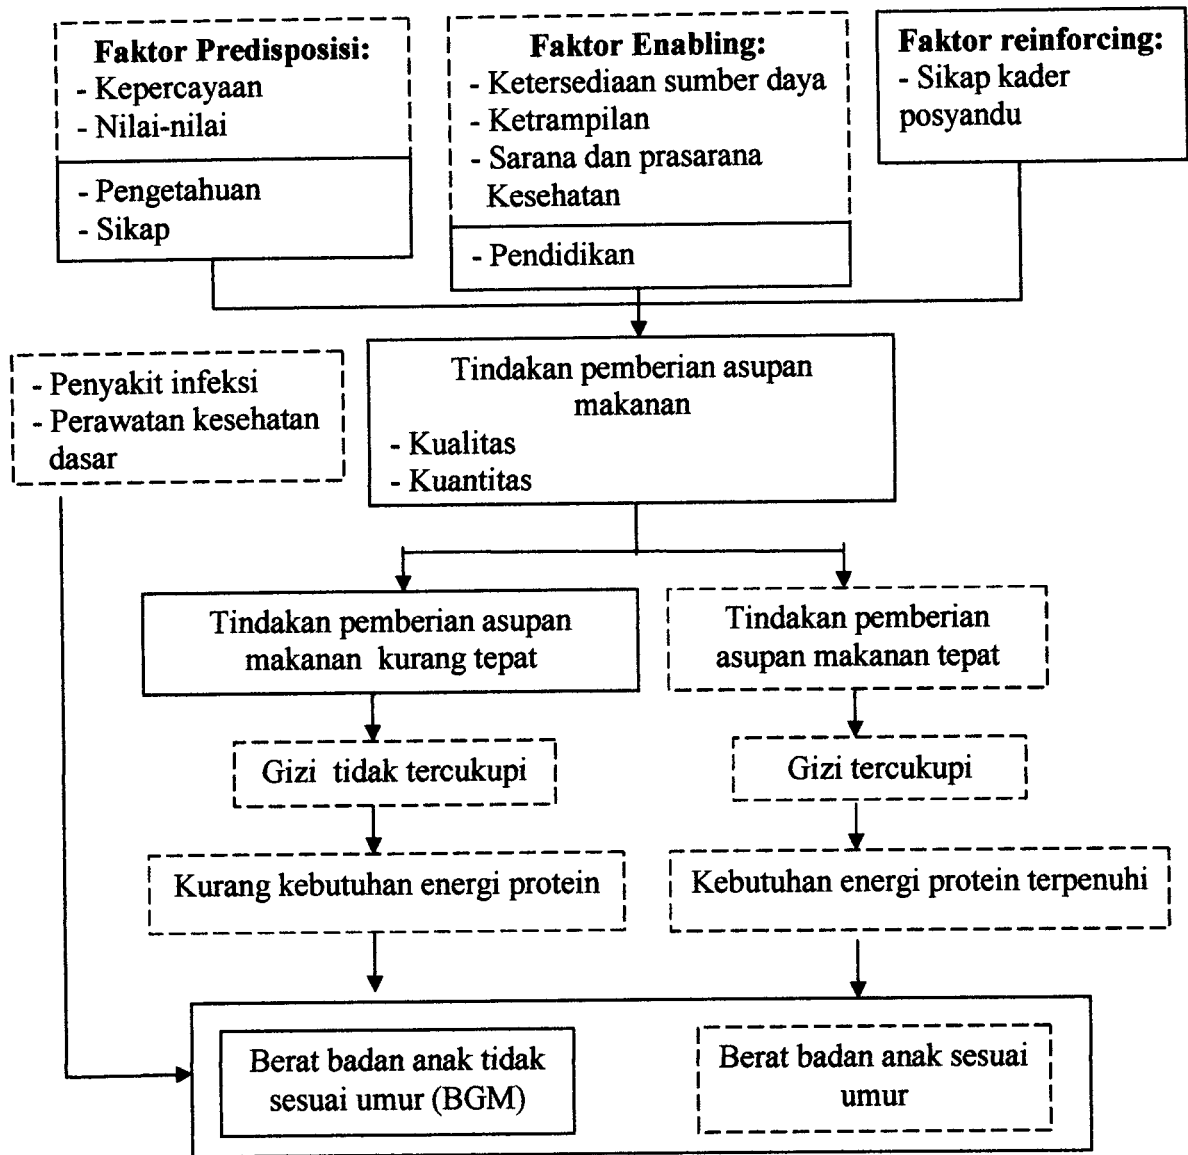 Faktor Predisposisi:
- Kepercayaan
- Nilai-nilai
- Pengetahuan
- Sikap
Faktor Enabling:
- Ketersediaan sumber daya
- Ketrampilan
- Sarana dan prasarana
Kesehatan
- Pendidikan
Faktor reinforcing:
- Sikap kader
posyandu
- Penyakit infeksi
- Perawatan kesehatan
dasar
Tindakan pemberian asupan
makanan
- Kualitas
- Kuantitas
Tindakan pemberian asupan
makanan kurang tepat
Tindakan pemberian
asupan makanan tepat
Gizi tidak tercukupi
Gizi tercukupi
Kurang kebutuhan energi protein
Kebutuhan energi protein terpenuhi
Berat badan anak tidak
sesuai umur (BGM)
Berat badan anak sesuai
umur